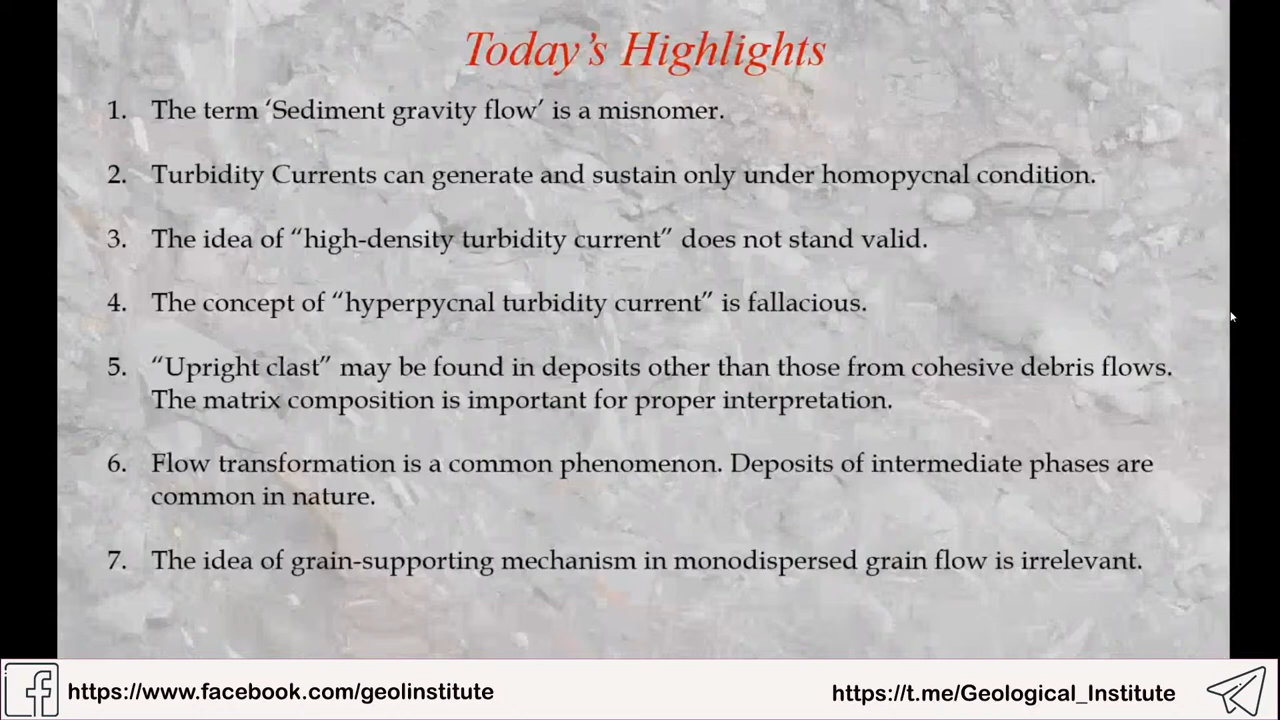 Today's Highlights
1. The term ‘Sediment gravity flow’ is a misnomer.
2. Turbidity Currents can generate and sustain only under homopycnal condition.
3. The idea of “high-density turbidity current” does not stand valid.
4. The concept of “hyperpycnal turbidity current” is fallacious.
5. “Upright clast” may be found in deposits other than those from cohesive debris flows.
The matrix composition is important for proper interpretation.
6. Flow transformation is a common phenomenon. Deposits of intermediate phases are
common in nature.
7. The idea of grain-supporting mechanism in monodispersed grain flow is irrelevant.
https://www.facebook.com/geolinstitute
https://t.me/Geological_Institute